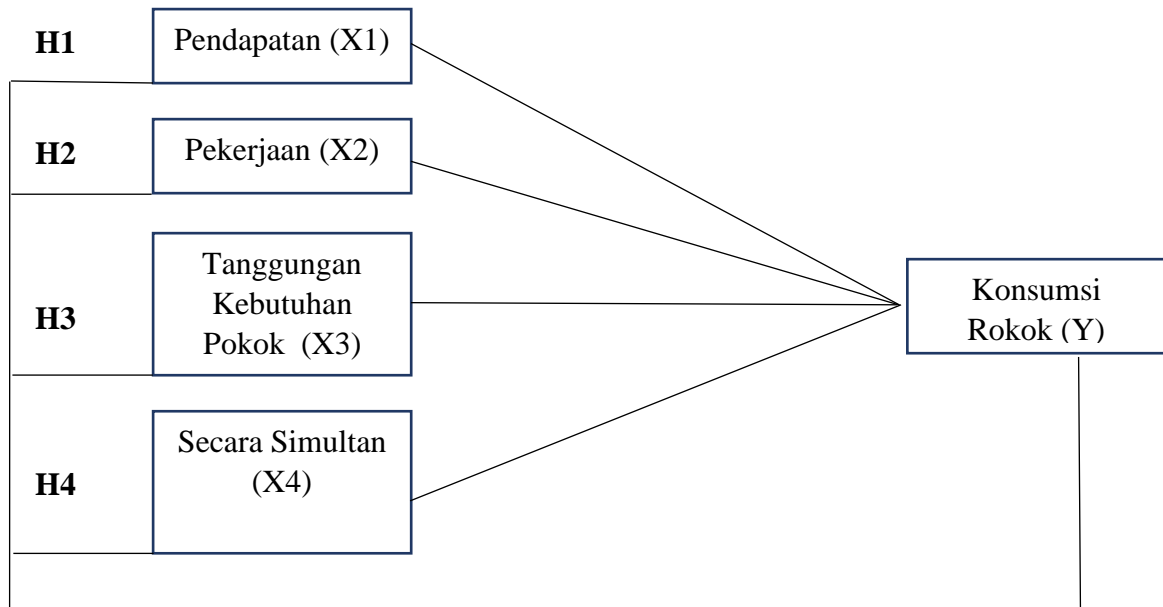 H1
Pendapatan (X1)
H2
Pekerjaan (X2)
H3
Tanggungan
Kebutuhan
Pokok (X3)
Konsumsi
Rokok (Y)
H4
Secara Simultan
(X4)